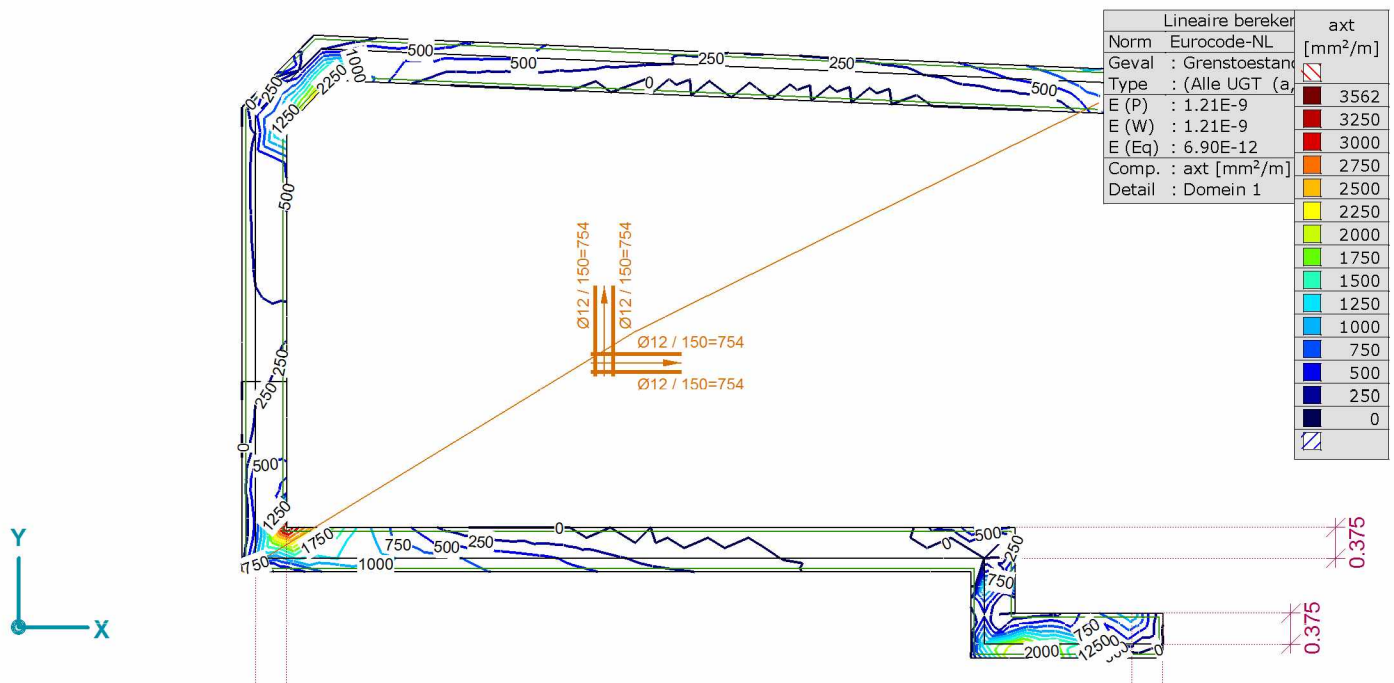 Lineaire bereker
Norm Eurocode-NL
Geval : Grenstoestand
Type : (Alle UGT (a,
E (P) : 1.21E-9
E (W) : 1.21E-9
E (Eq) : 6.90E-12
Comp. : axt [mm²/m]
Detail : Domein 1
axt
[mm²/m]
3562
3250
3000
2750
2500
2250
2000
1750
1500
1250
1000
750
500
250
0
500
1000
500
250
250
0
500
0
250
2250
1250
500
250
250
0
500
1250
1750
750
1000
750
500
250
0
0
500
250
750
750
1250
2000
0
Ø12 / 150=754
Ø12 / 150=754
Ø12 / 150=754
Ø12 / 150=754
0.375
0.375
Y
X